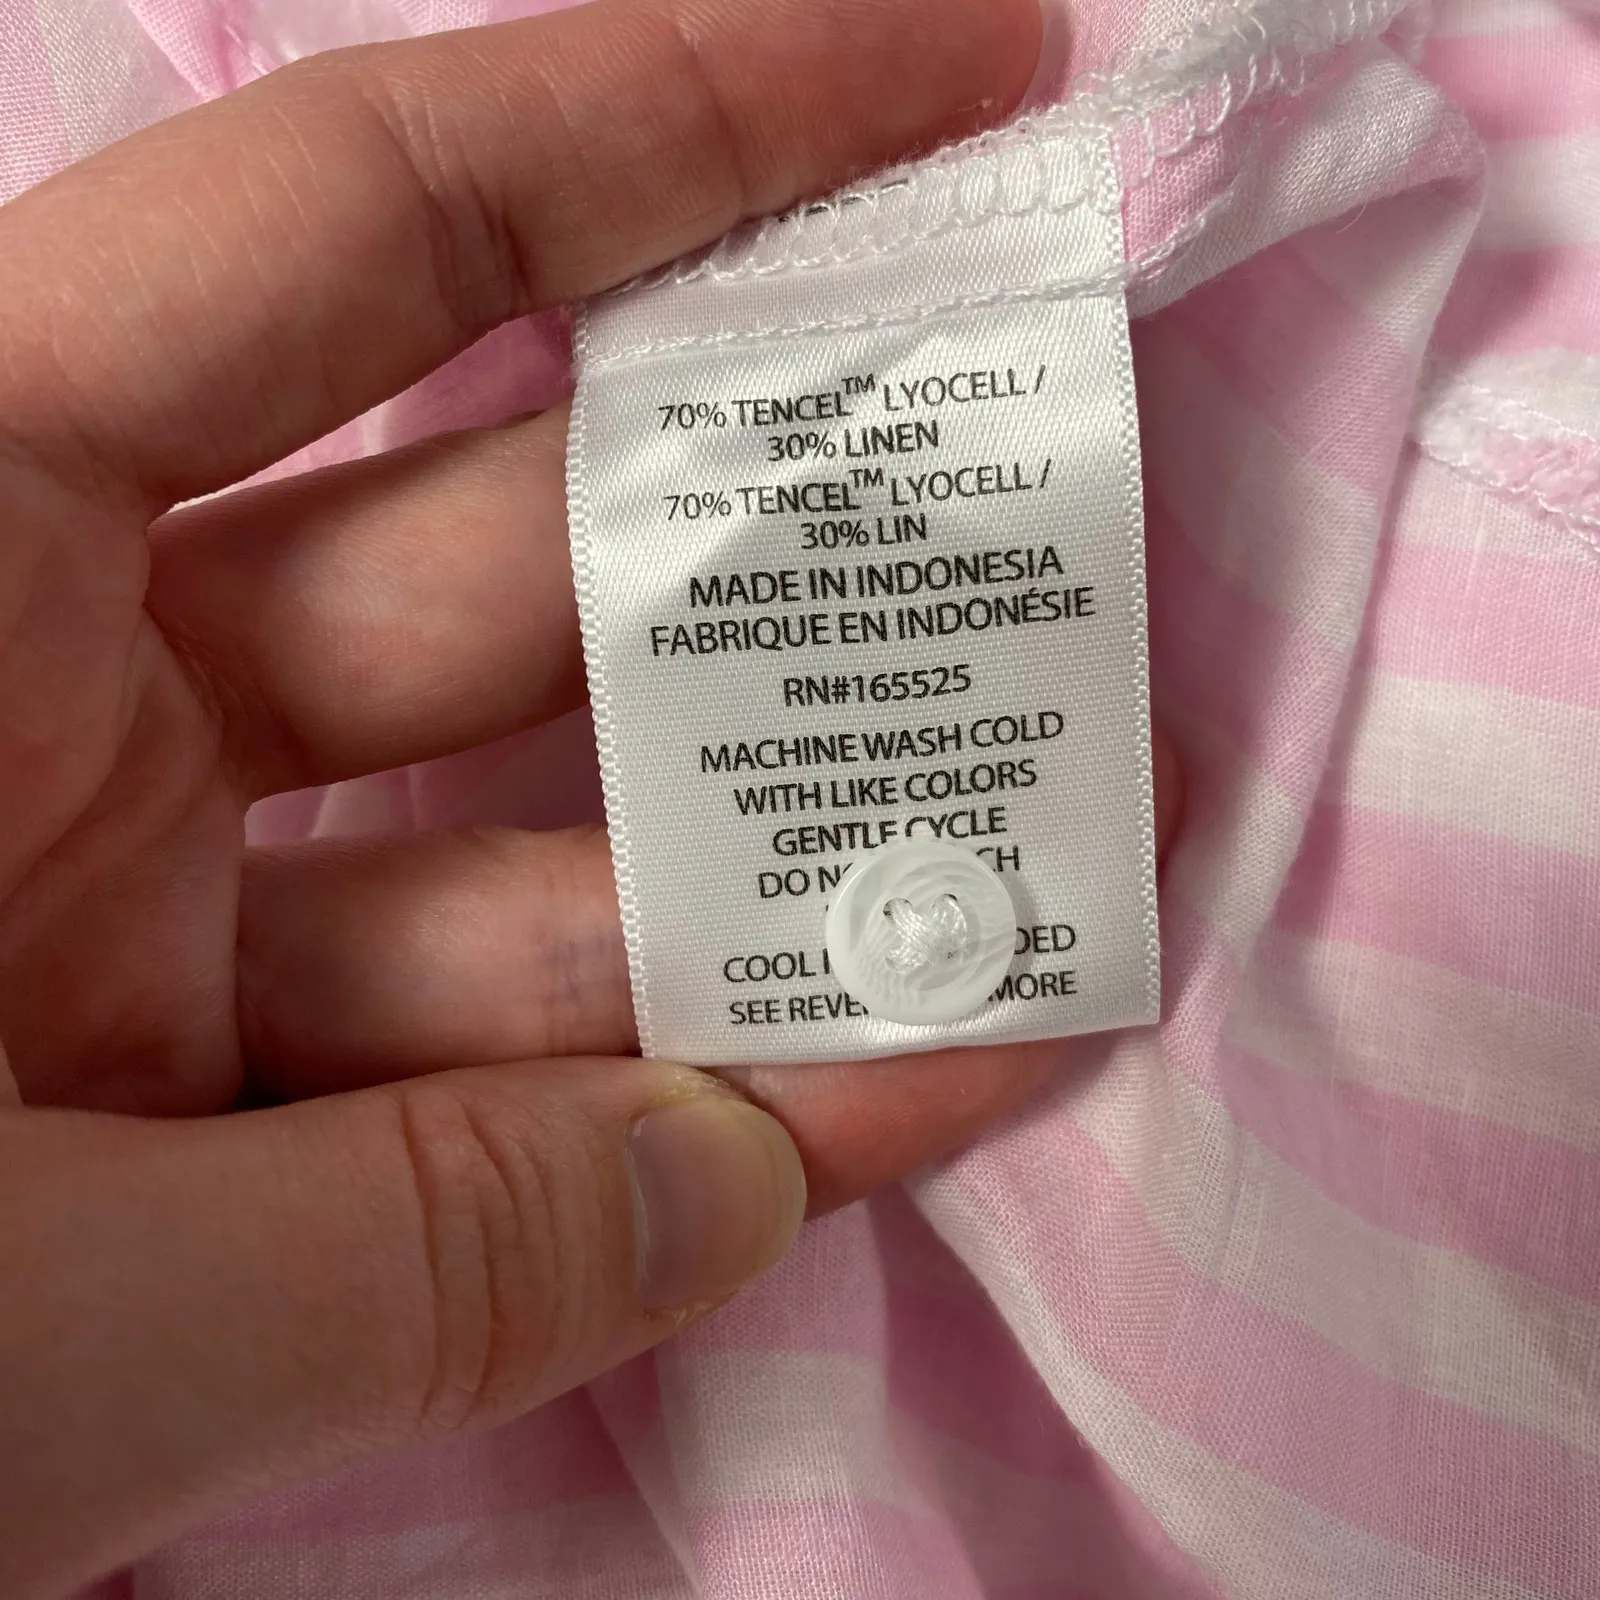 70% TENCEL™ LYOCELL /
30% LINEN
70% TENCEL™ LYOCELL /
30% LIN
MADE IN INDONESIA
FABRIQUE EN INDONÉSIE
RN#165525
MACHINE WASH COLD
WITH LIKE COLORS
GENTLE CYCLE
DO
COOL
SEE MORE